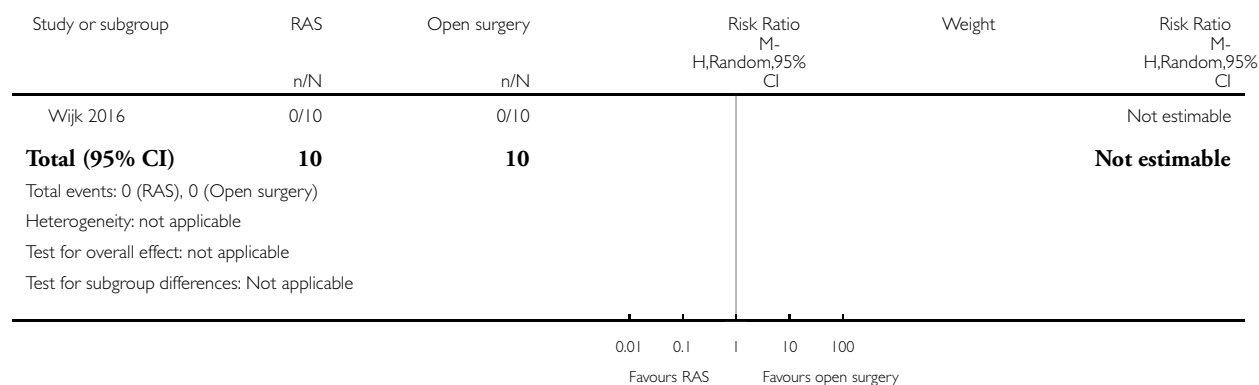 Study or subgroup RAS Open surgery Risk Ratio Weight Risk Ratio
M- M-
H,Random,95% H,Random,95%
n/N n/N CI CI
Wijk 2016 0/10 0/10 Not estimable
Total (95% CI) 10 10 Not estimable
Total events: 0 (RAS), 0 (Open surgery)
Heterogeneity: not applicable
Test for overall effect: not applicable
Test for subgroup differences: Not applicable
0.01 0.1 1 10 100
Favours RAS Favours open surgery